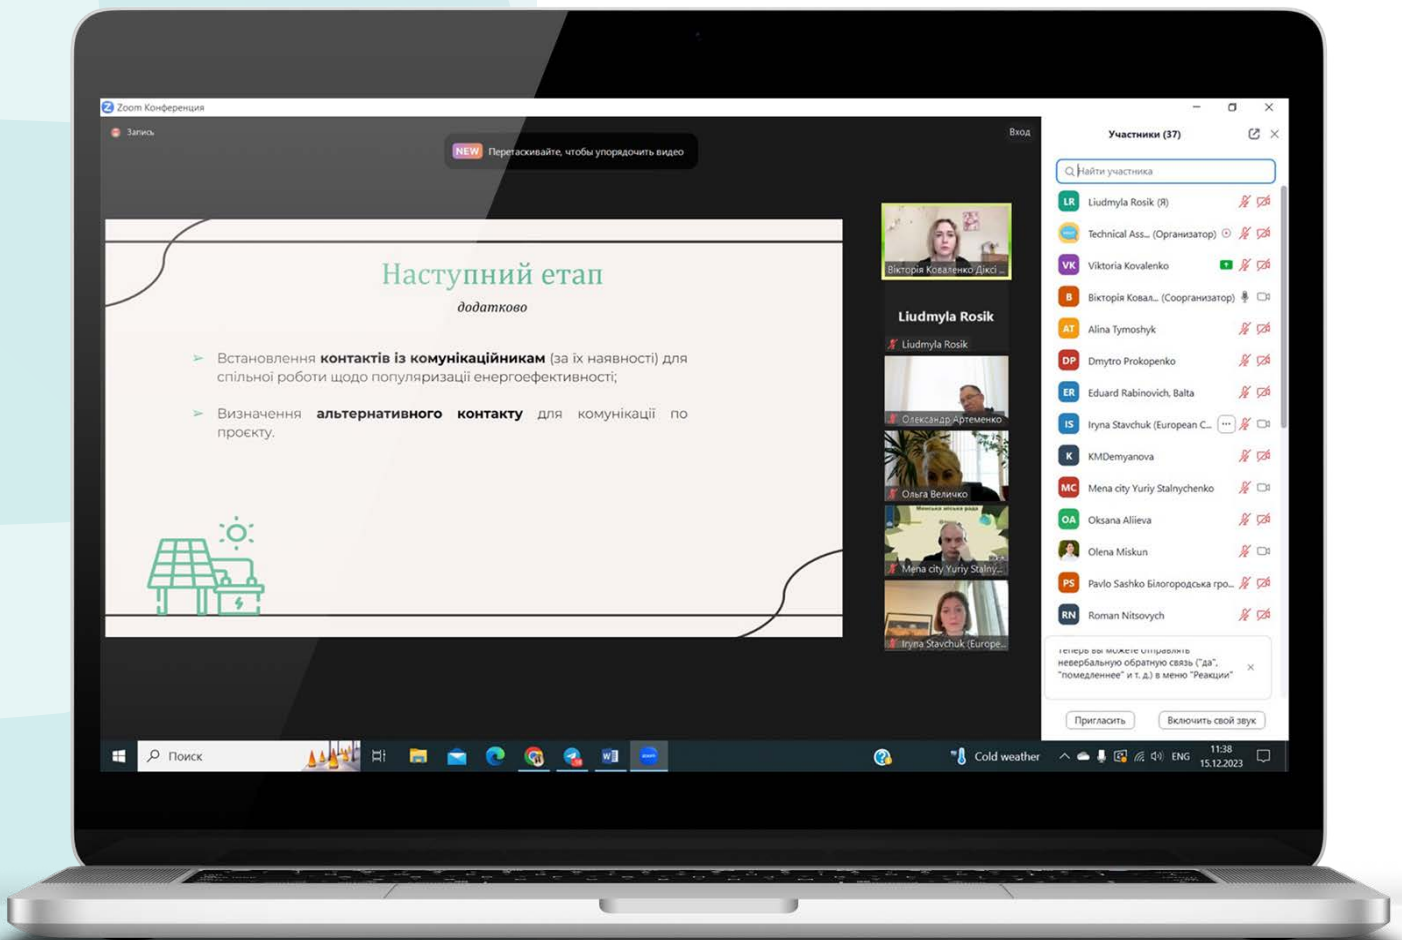 Zoom Конференция
Запись
NEW Перетаскивайте, чтобы упорядочить видео
Вход
Наступний етап
додатково
Встановлення контактів із комунікаційникам (за їх наявності) для
спільної роботи щодо популяризації енергоефективності;
Визначення альтернативного контакту для комунікації по
проєкту.
Вікторія Коваленко Діксі ...
Liudmyla Rosik
Liudmyla Rosik
Олександр Артеменко
Ольга Величко
Менська міська рада
Mena city Yuriy Stalny...
Iryna Stavchuk (Europe...
Участники (37)
Найти участника
LR Liudmyla Rosik (Я)
Technical Ass... (Организатор)
VK Viktoria Kovalenko
В Вікторія Ковал... (Соорганизатор)
AT Alina Tymoshyk
DP Dmytro Prokopenko
ER Eduard Rabinovich, Balta
IS Iryna Stavchuk (European C...
K KMDemyanova
MC Mena city Yuriy Stalnychenko
OA Oksana Aliieva
Olena Miskun
PS Pavlo Sashko Білогородська гро...
RN Roman Nitsovych
Теперь вы можете отправлять
невербальную обратную связь ("да",
"помедленнее" и т. д.) в меню "Реакции"
Пригласить
Включить свой звук
Поиск
Cold weather
ENG
11:38
15.12.2023